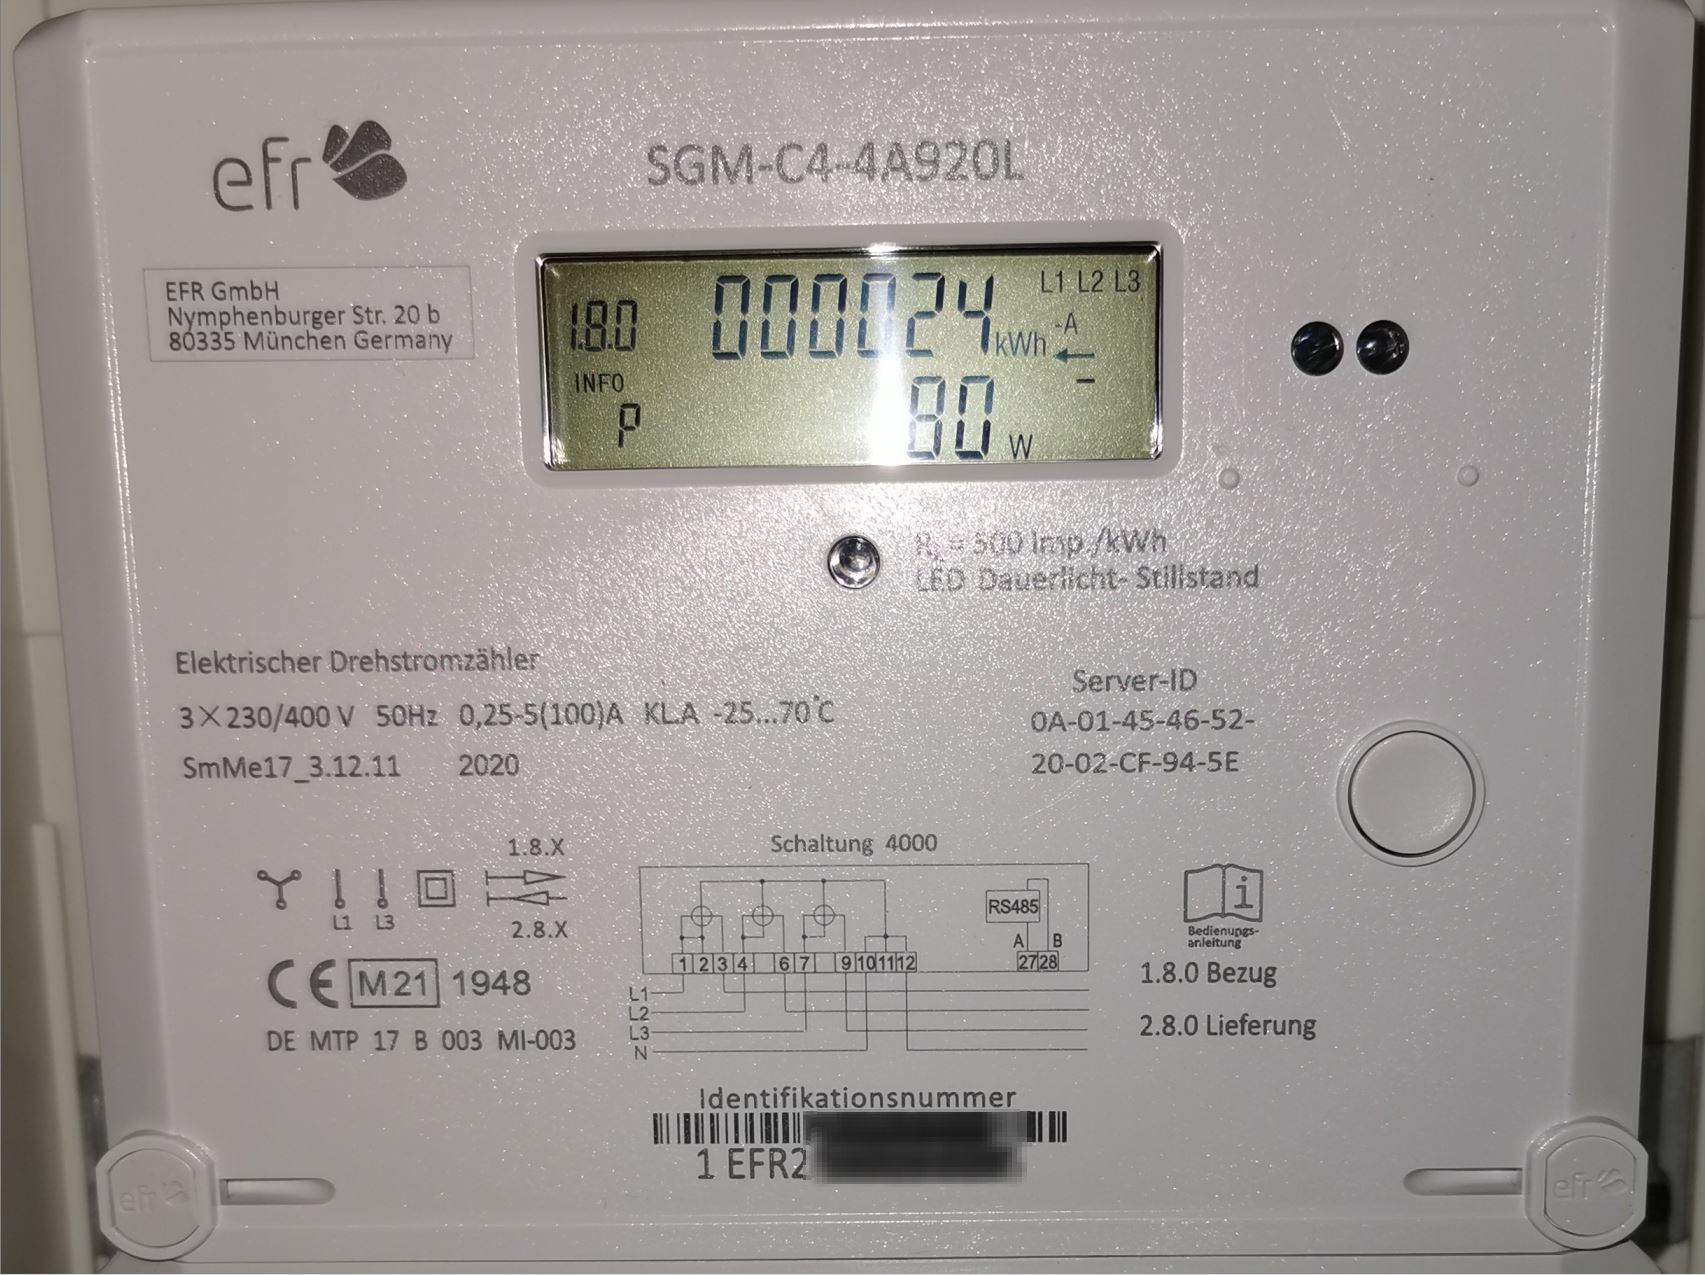 efr
SGM-C4-4A920L
EFR GmbH
Nymphenburger Str. 20 b
80335 München Germany
1.8.0 000024 kWh
L1 L2 L3
-A
INFO
P 80 W
RL = 500 Imp./kWh
LED Dauerlicht- Stillstand
Elektrischer Drehstromzähler
3×230/400 V 50Hz 0,25-5(100)A KL.A -25...70°C
SmMe17_3.12.11 2020
Server-ID
0A-01-45-46-52-
20-02-CF-94-5E
1.8.X
L1 L3
2.8.X
CE M21 1948
DE MTP 17 B 003 MI-003
Schaltung 4000
RS485
A B
1 2 3 4 6 7 9 10 11 12 27 28
L1
L2
L3
N
i
Bedienungs-
anleitung
1.8.0 Bezug
2.8.0 Lieferung
Identifikationsnummer
1 EFR2
efr
efr